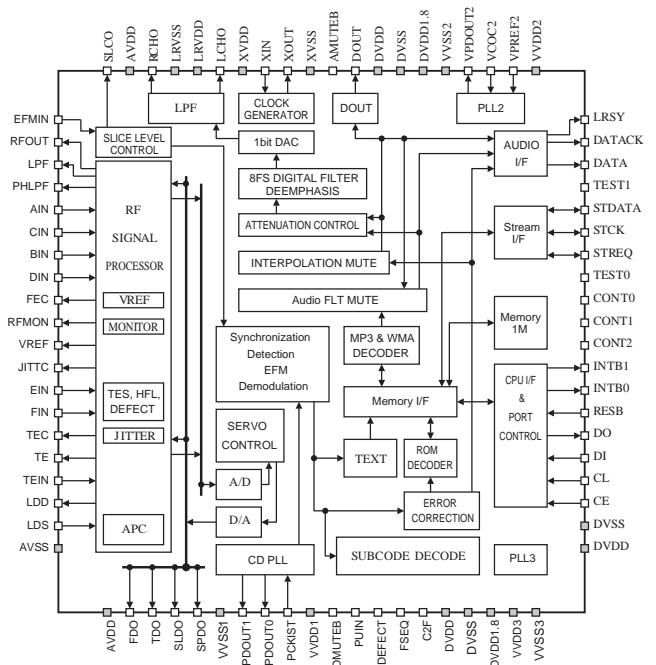 SLCO
AVDD
RCHO
LRVSS
LRVDD
LCHO
XVDD
XIN
XOUT
XVSS
AMUTEB
DOUT
DVDD
DVSS
DVDD1.8
VVSS2
VPDOUT2
VCOC2
VPREF2
VVDD2
EFMIN
RFOUT
LPF
PHLPF
AIN
CIN
BIN
DIN
FEC
RFMON
VREF
JITTC
EIN
FIN
TEC
TE
TEIN
LDD
LDS
AVSS
SLICE LEVEL
CONTROL
RF
SIGNAL
PROCESSOR
VREF
MONITOR
TES, HFL,
DEFECT
JITTER
APC
LPF
CLOCK
GENERATOR
DOUT
PLL2
1bit DAC
8FS DIGITAL FILTER
DEEMPHASIS
ATTENUATION CONTROL
INTERPOLATION MUTE
Audio FLT MUTE
Synchronization
Detection
EFM
Demodulation
MP3 & WMA
DECODER
Memory I/F
SERVO
CONTROL
TEXT
ROM
DECODER
A/D
D/A
ERROR
CORRECTION
CD PLL
SUBCODE DECODE
PLL3
AUDIO
I/F
Stream
I/F
Memory
1M
CPU I/F
&
PORT
CONTROL
LRSY
DATACK
DATA
TEST1
STDATA
STCK
STREQ
TEST0
CONT0
CONT1
CONT2
INTB1
INTB0
RESB
DO
DI
CL
CE
DVSS
DVDD
AVDD
FDO
TDO
SLDO
SPDO
VVSS1
PDOUT1
PDOUT0
PCKIST
VVDD1
DMUTEB
PUIN
DEFECT
FSEQ
C2F
DVDD
DVSS
DVDD1.8
VVDD3
VVSS3